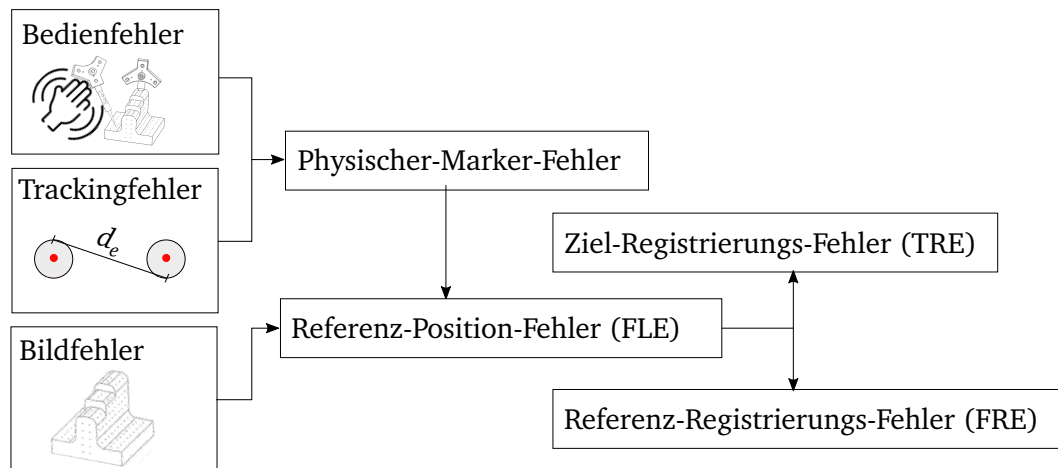 Bedienfehler
Physischer-Marker-Fehler
Trackingfehler
d_e
Ziel-Registrierungs-Fehler (TRE)
Referenz-Position-Fehler (FLE)
Bildfehler
Referenz-Registrierungs-Fehler (FRE)